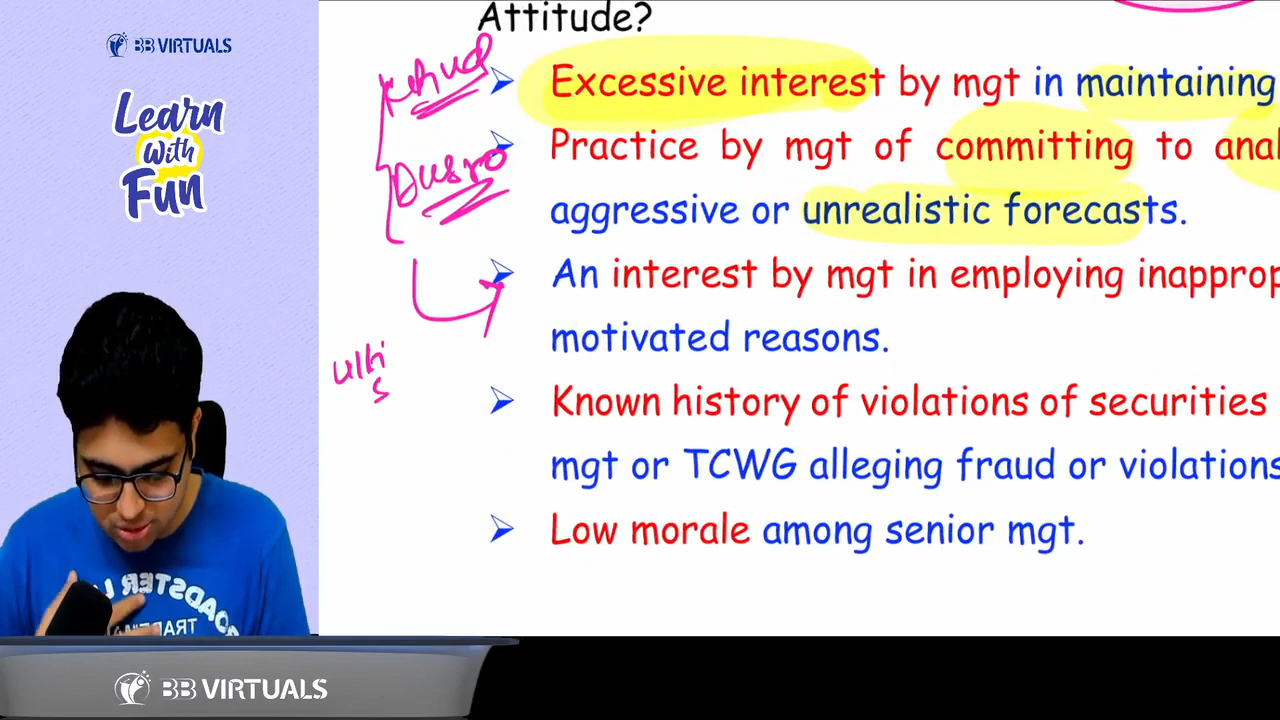 BB VIRTUALS
Learn
With
Fun
Attitude?
Excessive interest by mgt in maintaining
Practice by mgt of committing to
aggressive or unrealistic forecasts.
An interest by mgt in employing
motivated reasons.
Known history of violations of securities
mgt or TCWG alleging fraud or violations
Low morale among senior mgt.
Khud
Dusro
BB VIRTUALS